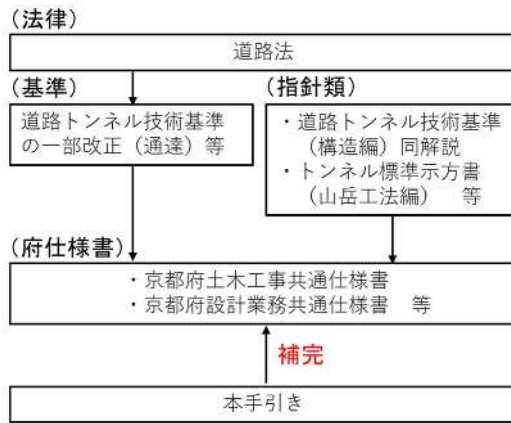 (法律)
道路法
(基準)
道路トンネル技術基準
の一部改正（通達）等
(指針類)
・道路トンネル技術基準
（構造編）同解説
・トンネル標準示方書
（山岳工法編）　等
(府仕様書)
・京都府土木工事共通仕様書
・京都府設計業務共通仕様書　等
補完
本手引き